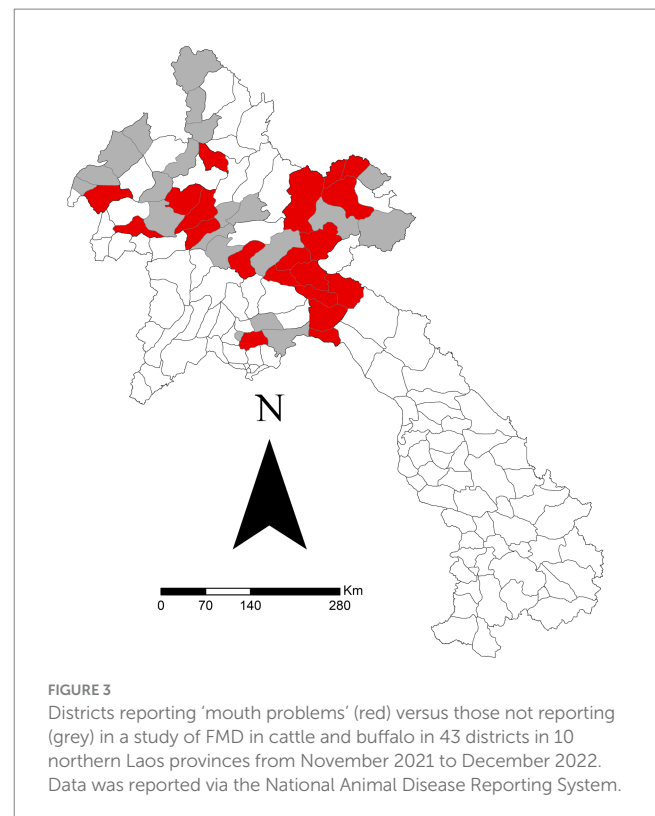 N
Km
0 70 140 280
FIGURE 3
Districts reporting ‘mouth problems’ (red) versus those not reporting
(grey) in a study of FMD in cattle and buffalo in 43 districts in 10
northern Laos provinces from November 2021 to December 2022.
Data was reported via the National Animal Disease Reporting System.